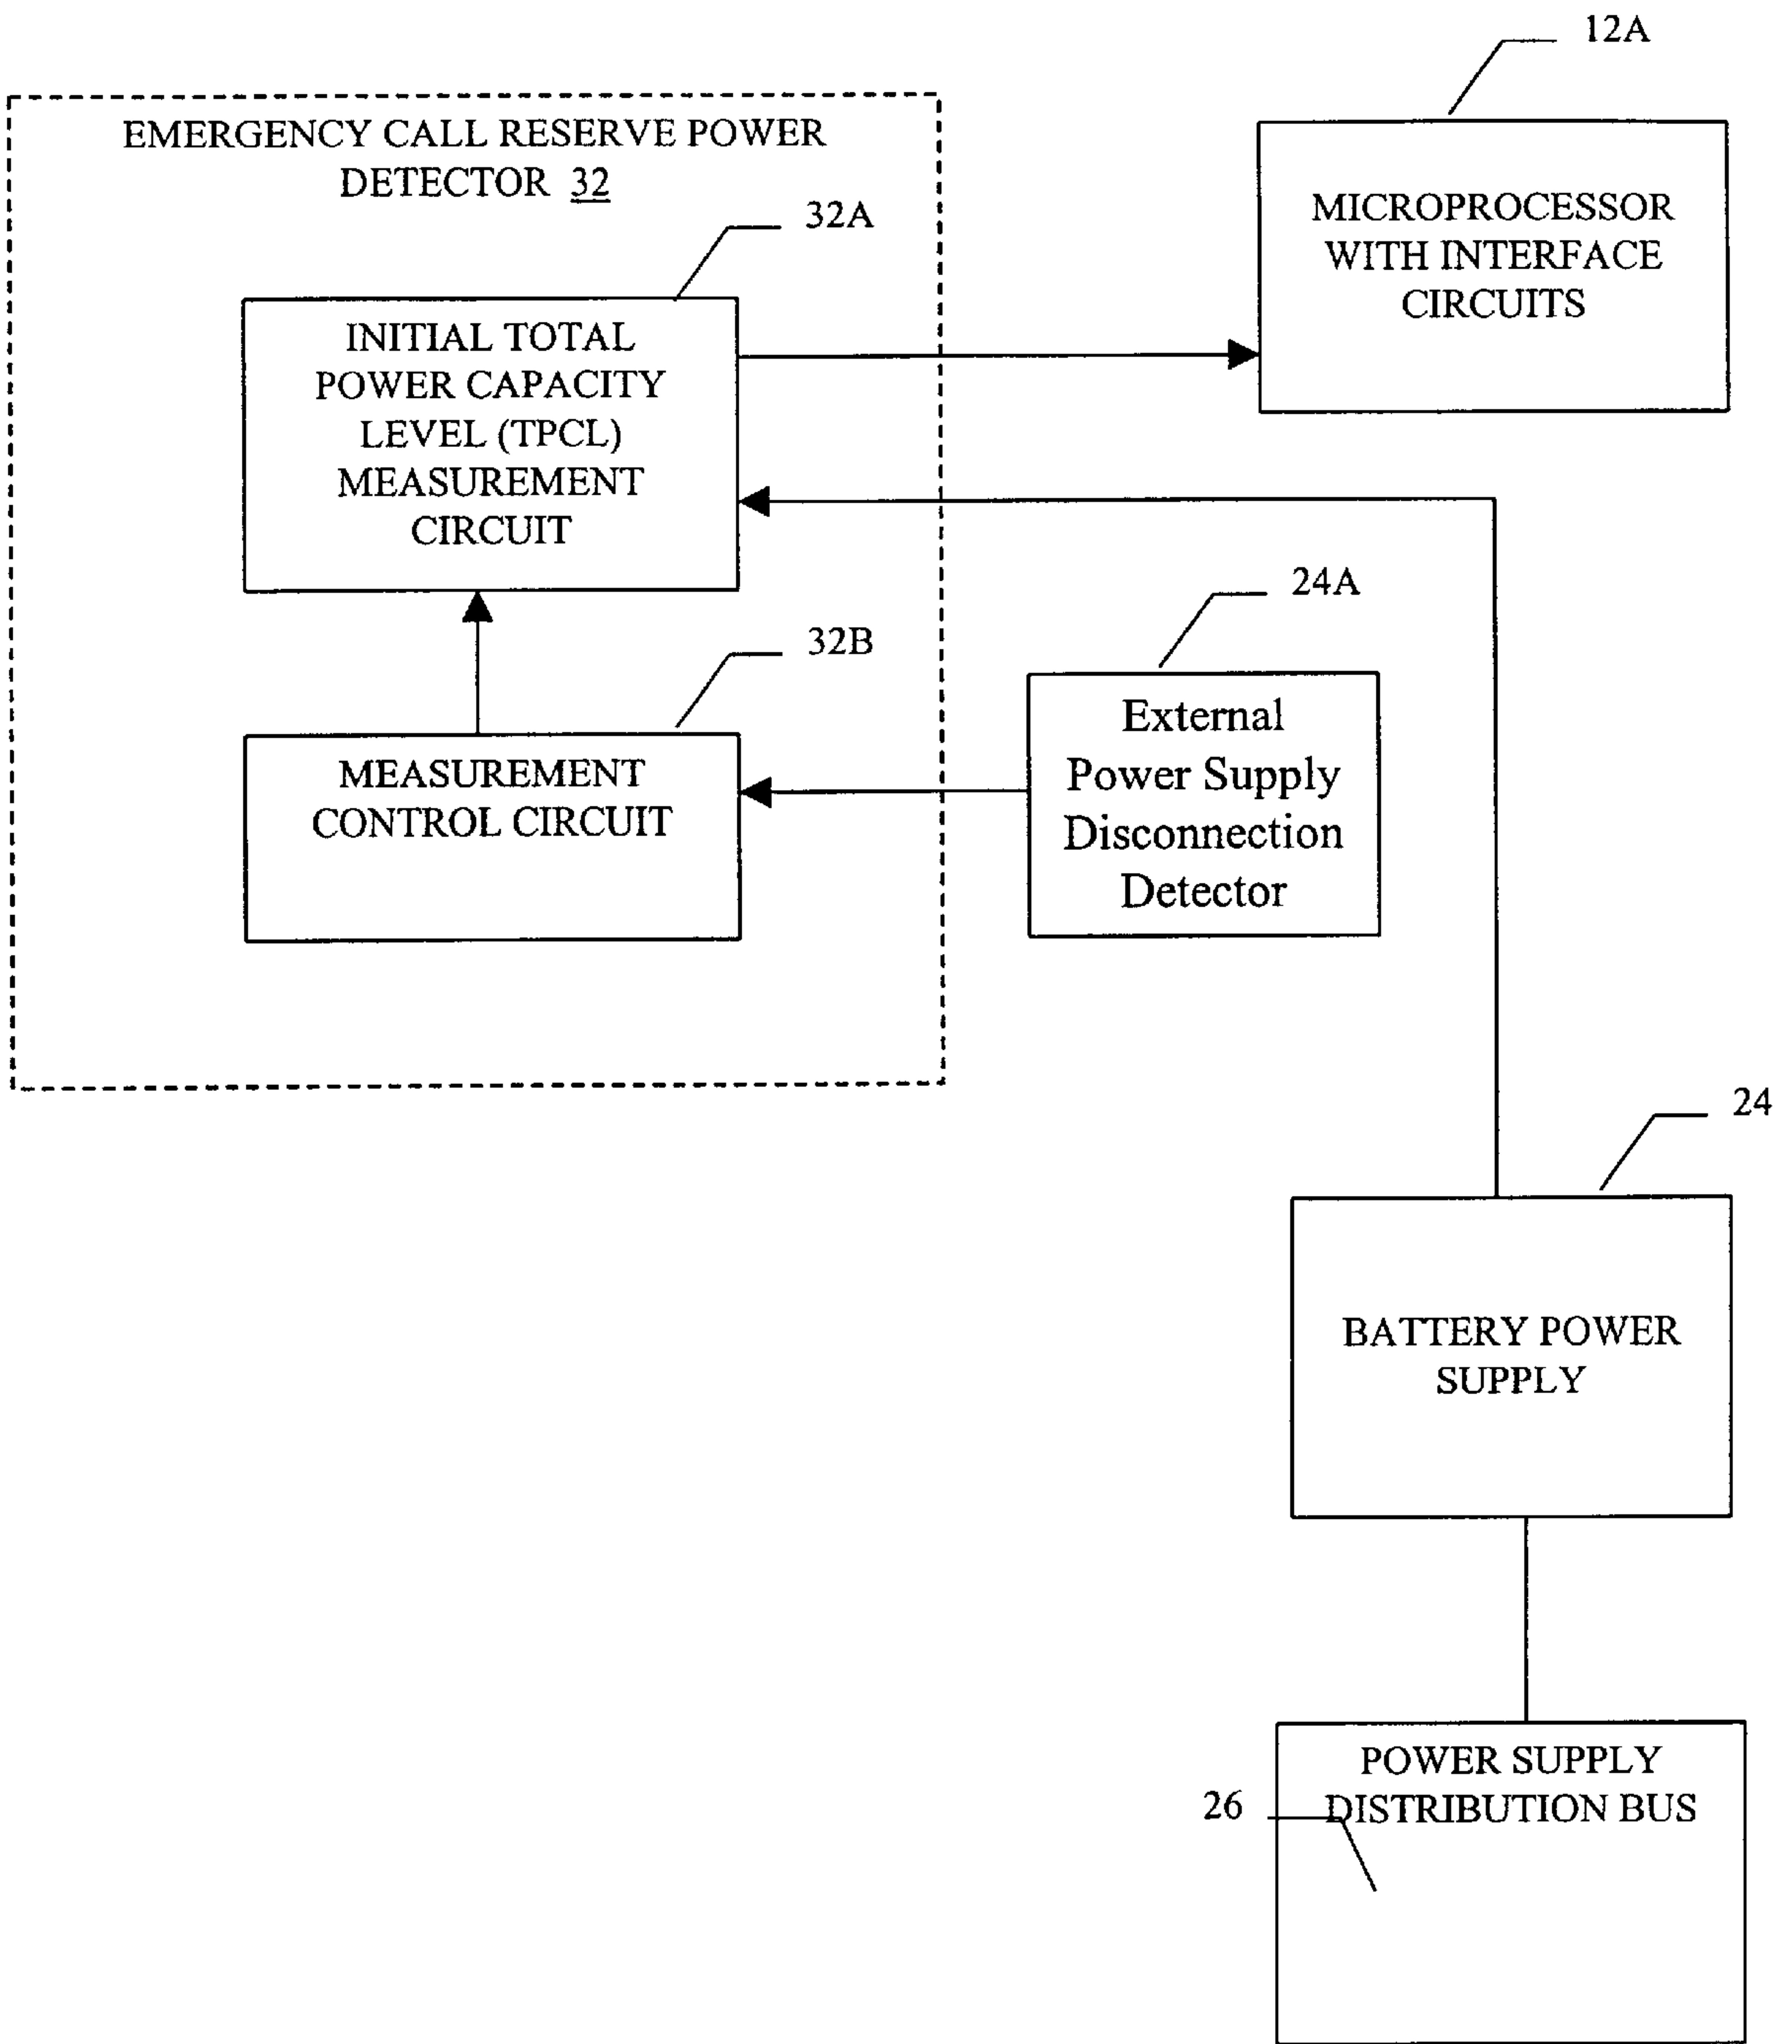 12A
EMERGENCY CALL RESERVE POWER
DETECTOR 32
32A
MICROPROCESSOR
WITH INTERFACE
CIRCUITS
INITIAL TOTAL
POWER CAPACITY
LEVEL (TPCL)
MEASUREMENT
CIRCUIT
24A
32B
External
Power Supply
Disconnection
Detector
MEASUREMENT
CONTROL CIRCUIT
24
BATTERY POWER
SUPPLY
POWER SUPPLY
DISTRIBUTION BUS
26